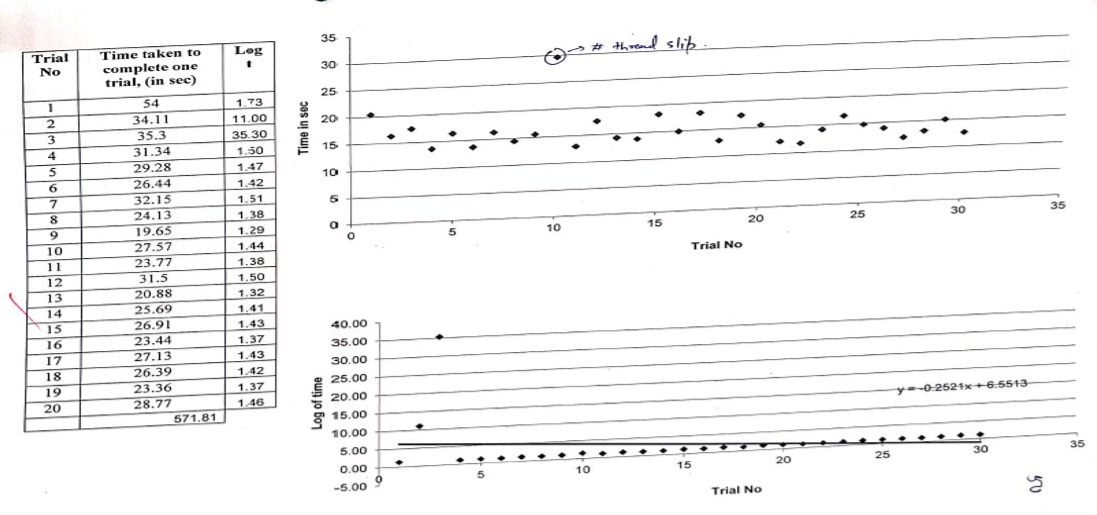 Trial No | Time taken to complete one trial, (in sec) | Log t
1 | 54 | 1.73
2 | 34.11 | 11.00
3 | 35.3 | 35.30
4 | 31.34 | 1.50
5 | 29.28 | 1.47
6 | 26.44 | 1.42
7 | 32.15 | 1.51
8 | 24.13 | 1.38
9 | 19.65 | 1.29
10 | 27.57 | 1.44
11 | 23.77 | 1.38
12 | 31.5 | 1.50
13 | 20.88 | 1.32
14 | 25.69 | 1.41
15 | 26.91 | 1.43
16 | 23.44 | 1.37
17 | 27.13 | 1.43
18 | 26.39 | 1.42
19 | 23.36 | 1.37
20 | 28.77 | 1.46
571.81
→ # thread slip.
Time in sec
35
30
25
20
15
10
5
0
0 5 10 15 20 25 30 35
Trial No
Log of time
40.00
35.00
30.00
25.00
20.00
15.00
10.00
5.00
0.00
-5.00
y = -0.2521x + 6.5513
0 5 10 15 20 25 30 35
Trial No
50